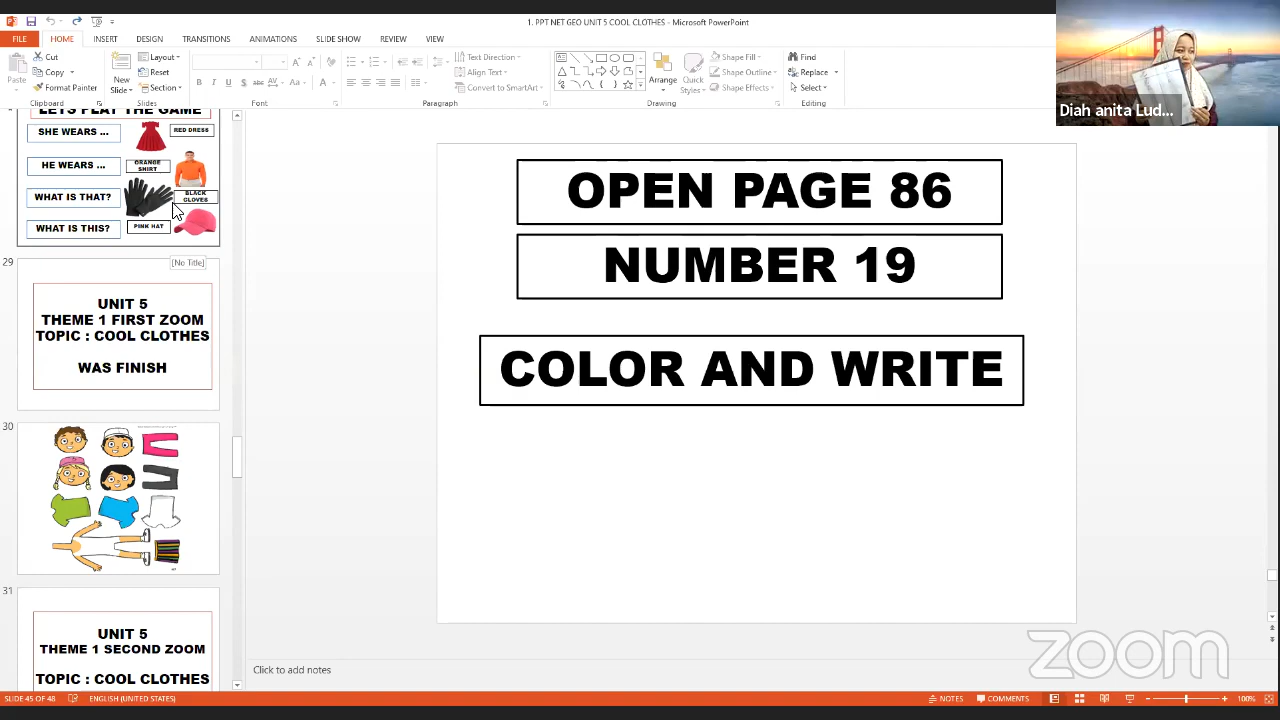 1. PPT NET GEO UNIT 5 COOL CLOTHES - Microsoft PowerPoint
FILE HOME INSERT DESIGN TRANSITIONS ANIMATIONS SLIDE SHOW REVIEW VIEW
Paste
Cut
Copy
Format Painter
Clipboard
New Slide
Layout
Reset
Section
Slides
Font
Paragraph
Text Direction
Align Text
Convert to SmartArt
Arrange
Quick Styles
Shape Fill
Shape Outline
Shape Effects
Drawing
Find
Replace
Select
Editing
Diah anita Lud...
LETS PLAY THE GAME
SHE WEARS ...
RED DRESS
HE WEARS ...
ORANGE SHIRT
WHAT IS THAT?
BLACK GLOVES
WHAT IS THIS?
PINK HAT
29
[No Title]
UNIT 5
THEME 1 FIRST ZOOM
TOPIC : COOL CLOTHES
WAS FINISH
30
31
UNIT 5
THEME 1 SECOND ZOOM
TOPIC : COOL CLOTHES
OPEN PAGE 86
NUMBER 19
COLOR AND WRITE
zoom
Click to add notes
SLIDE 45 OF 48 ENGLISH (UNITED STATES) NOTES COMMENTS 100%